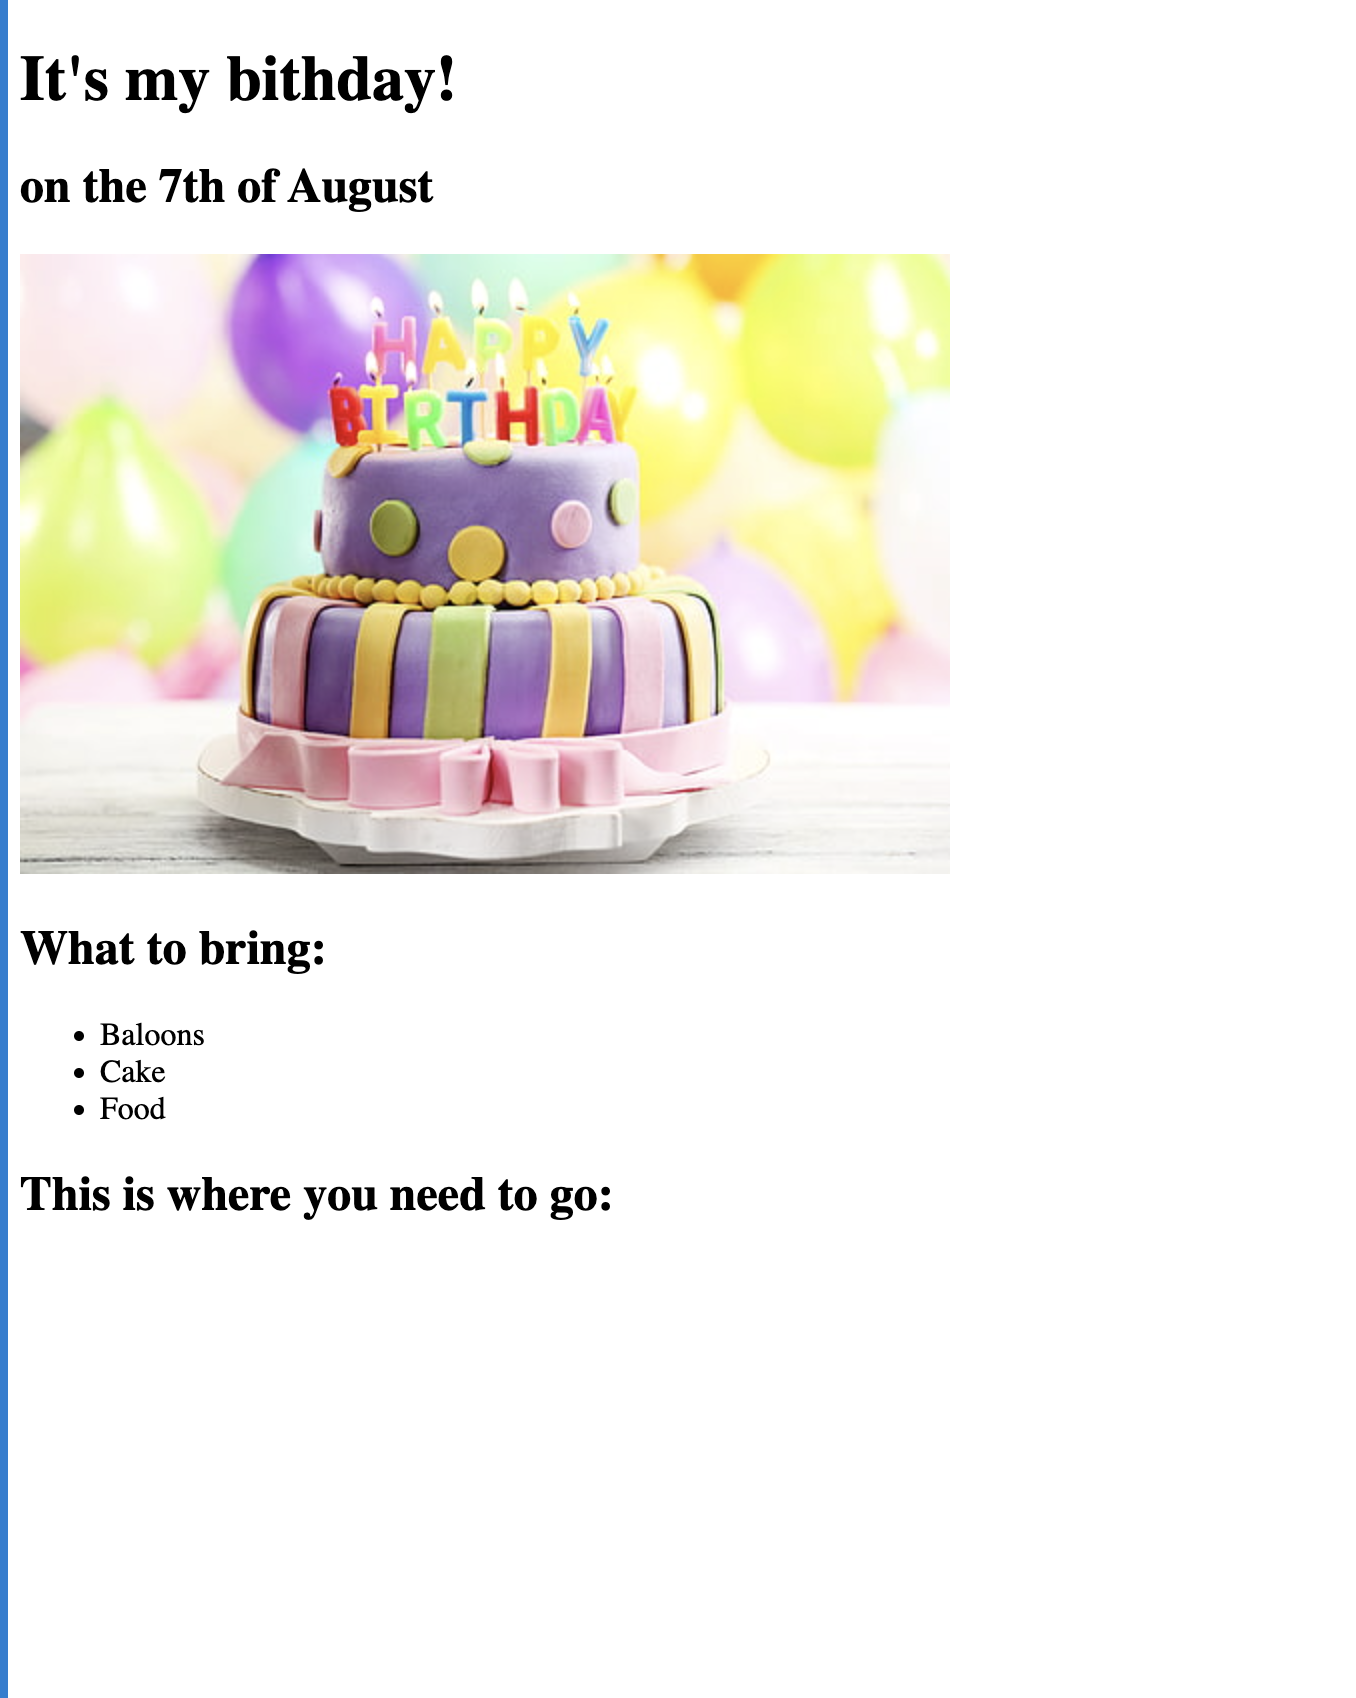 It's my bithday!
on the 7th of August
HAPPY
BIRTHDAY
What to bring:
Baloons
Cake
Food
This is where you need to go: